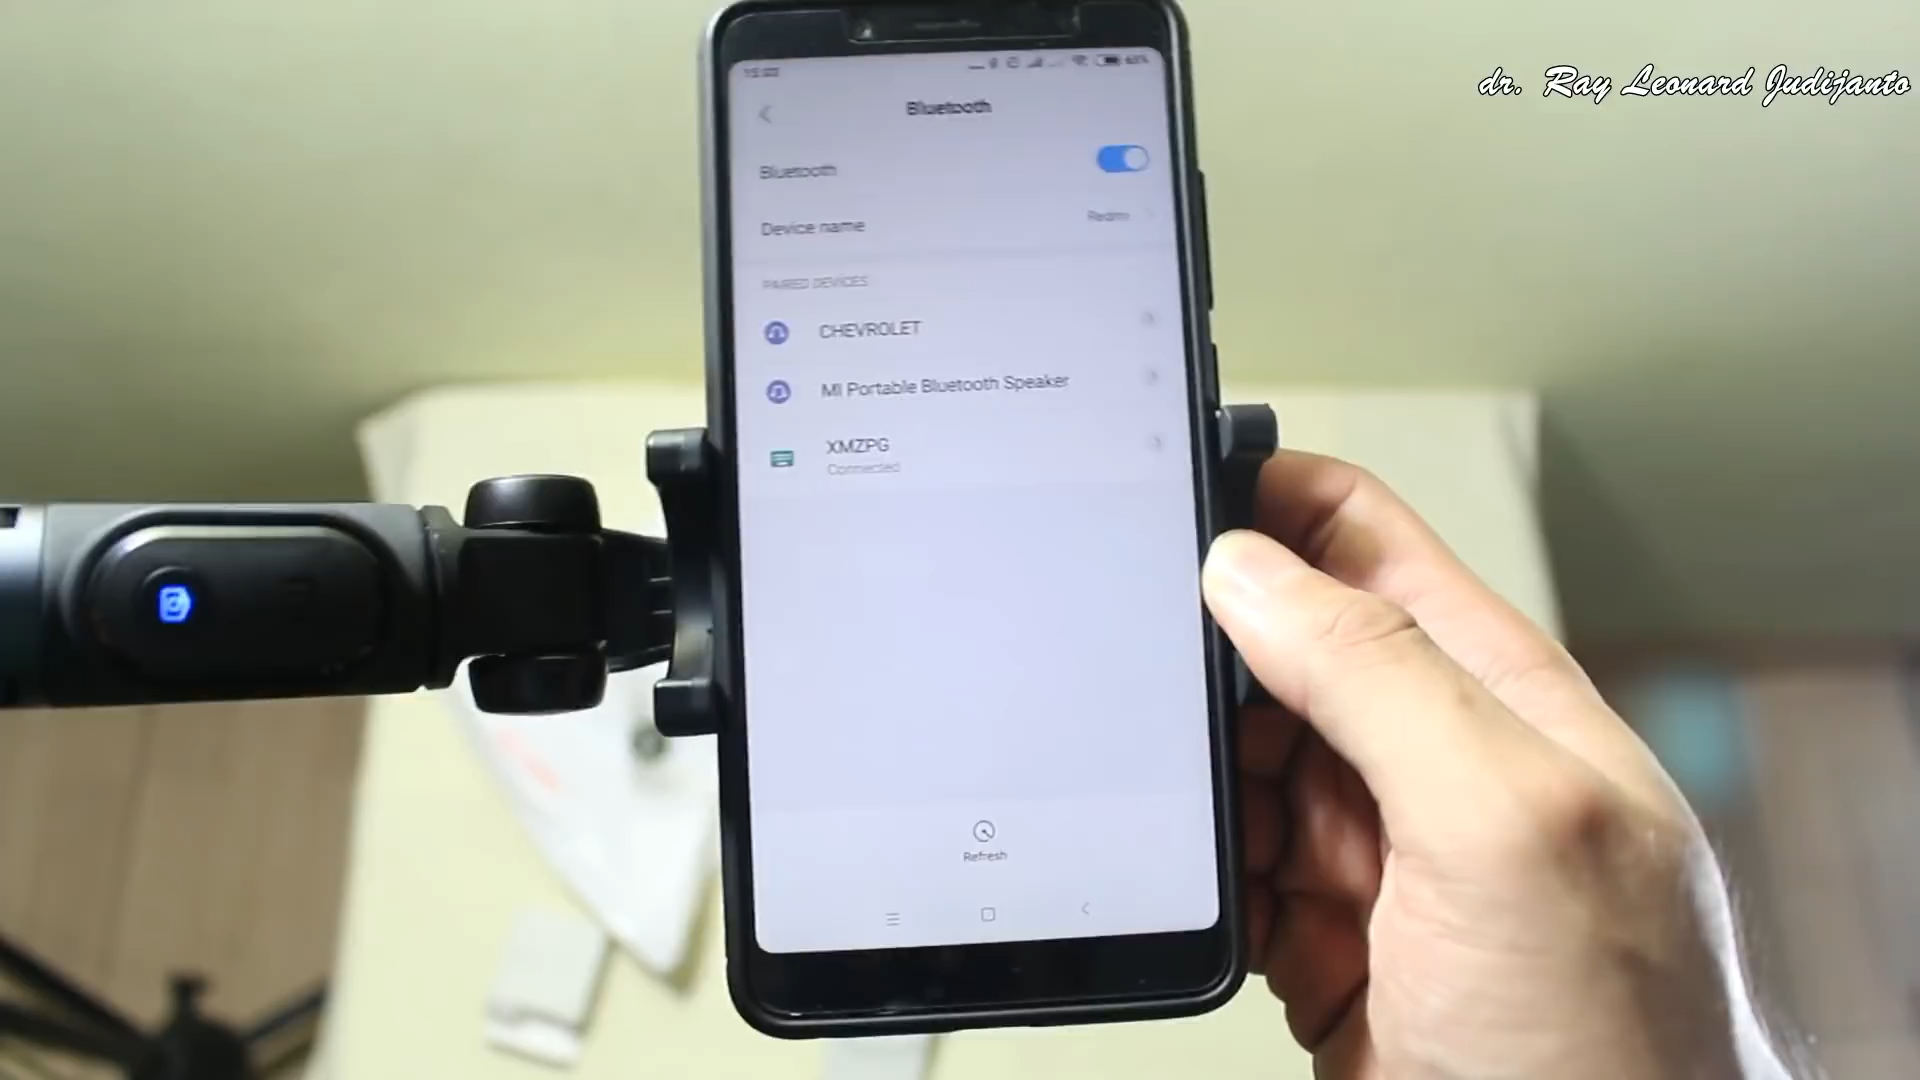 dr. Ray Leonard Judijanto
Bluetooth
Bluetooth
Device name
Redmi
PAIRED DEVICES
CHEVROLET
MI Portable Bluetooth Speaker
XMZPG
Connected
Refresh